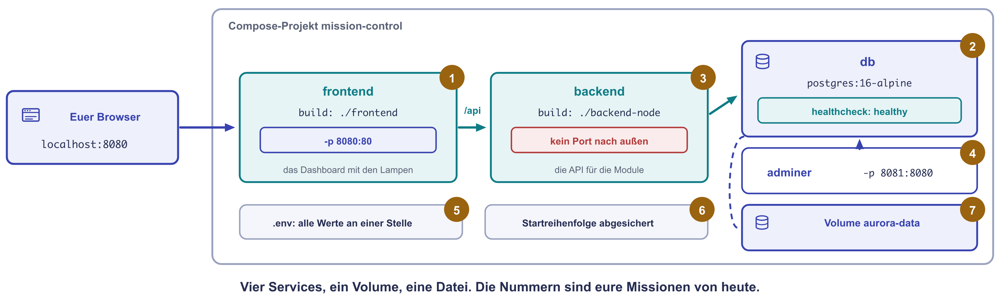 Compose-Projekt mission-control
Euer Browser
localhost:8080
1
frontend
build: ./frontend
-p 8080:80
das Dashboard mit den Lampen
/api
3
backend
build: ./backend-node
kein Port nach außen
die API für die Module
2
db
postgres:16-alpine
healthcheck: healthy
4
adminer -p 8081:8080
5
.env: alle Werte an einer Stelle
6
Startreihenfolge abgesichert
7
Volume aurora-data
Vier Services, ein Volume, eine Datei. Die Nummern sind eure Missionen von heute.